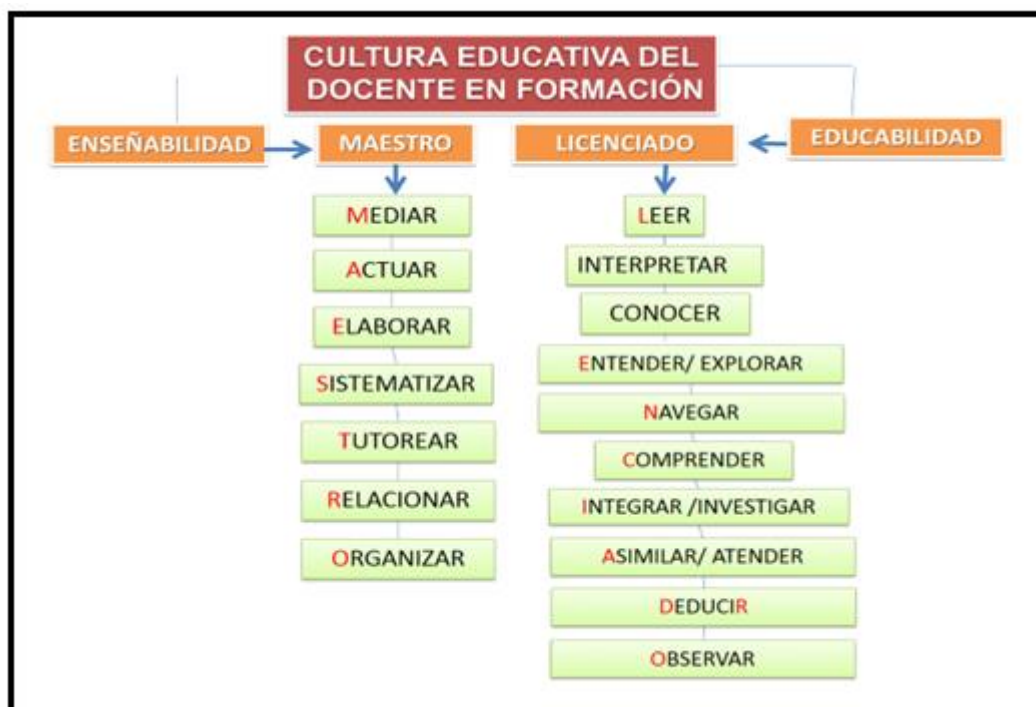 CULTURA EDUCATIVA DEL
DOCENTE EN FORMACIÓN
ENSEÑABILIDAD
MAESTRO
LICENCIADO
EDUCABILIDAD
MEDIAR
ACTUAR
ELABORAR
SISTEMATIZAR
TUTOREAR
RELACIONAR
ORGANIZAR
LEER
INTERPRETAR
CONOCER
ENTENDER/ EXPLORAR
NAVEGAR
COMPRENDER
INTEGRAR /INVESTIGAR
ASIMILAR/ ATENDER
DEDUCIR
OBSERVAR